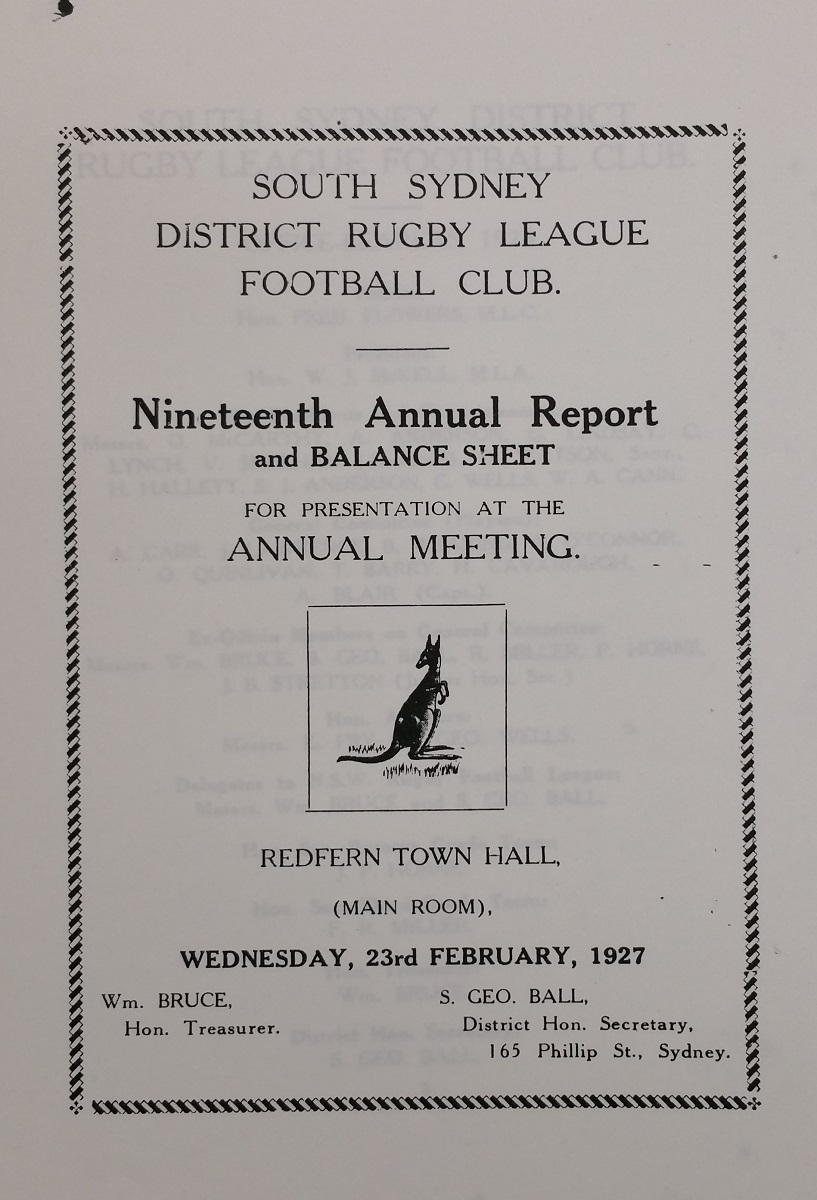 SOUTH SYDNEY
DISTRICT RUGBY LEAGUE
FOOTBALL CLUB.
Nineteenth Annual Report
and BALANCE SHEET
FOR PRESENTATION AT THE
ANNUAL MEETING.
REDFERN TOWN HALL,
(MAIN ROOM),
WEDNESDAY, 23rd FEBRUARY, 1927
Wm. BRUCE,
Hon. Treasurer.
S. GEO. BALL,
District Hon. Secretary,
165 Phillip St., Sydney.